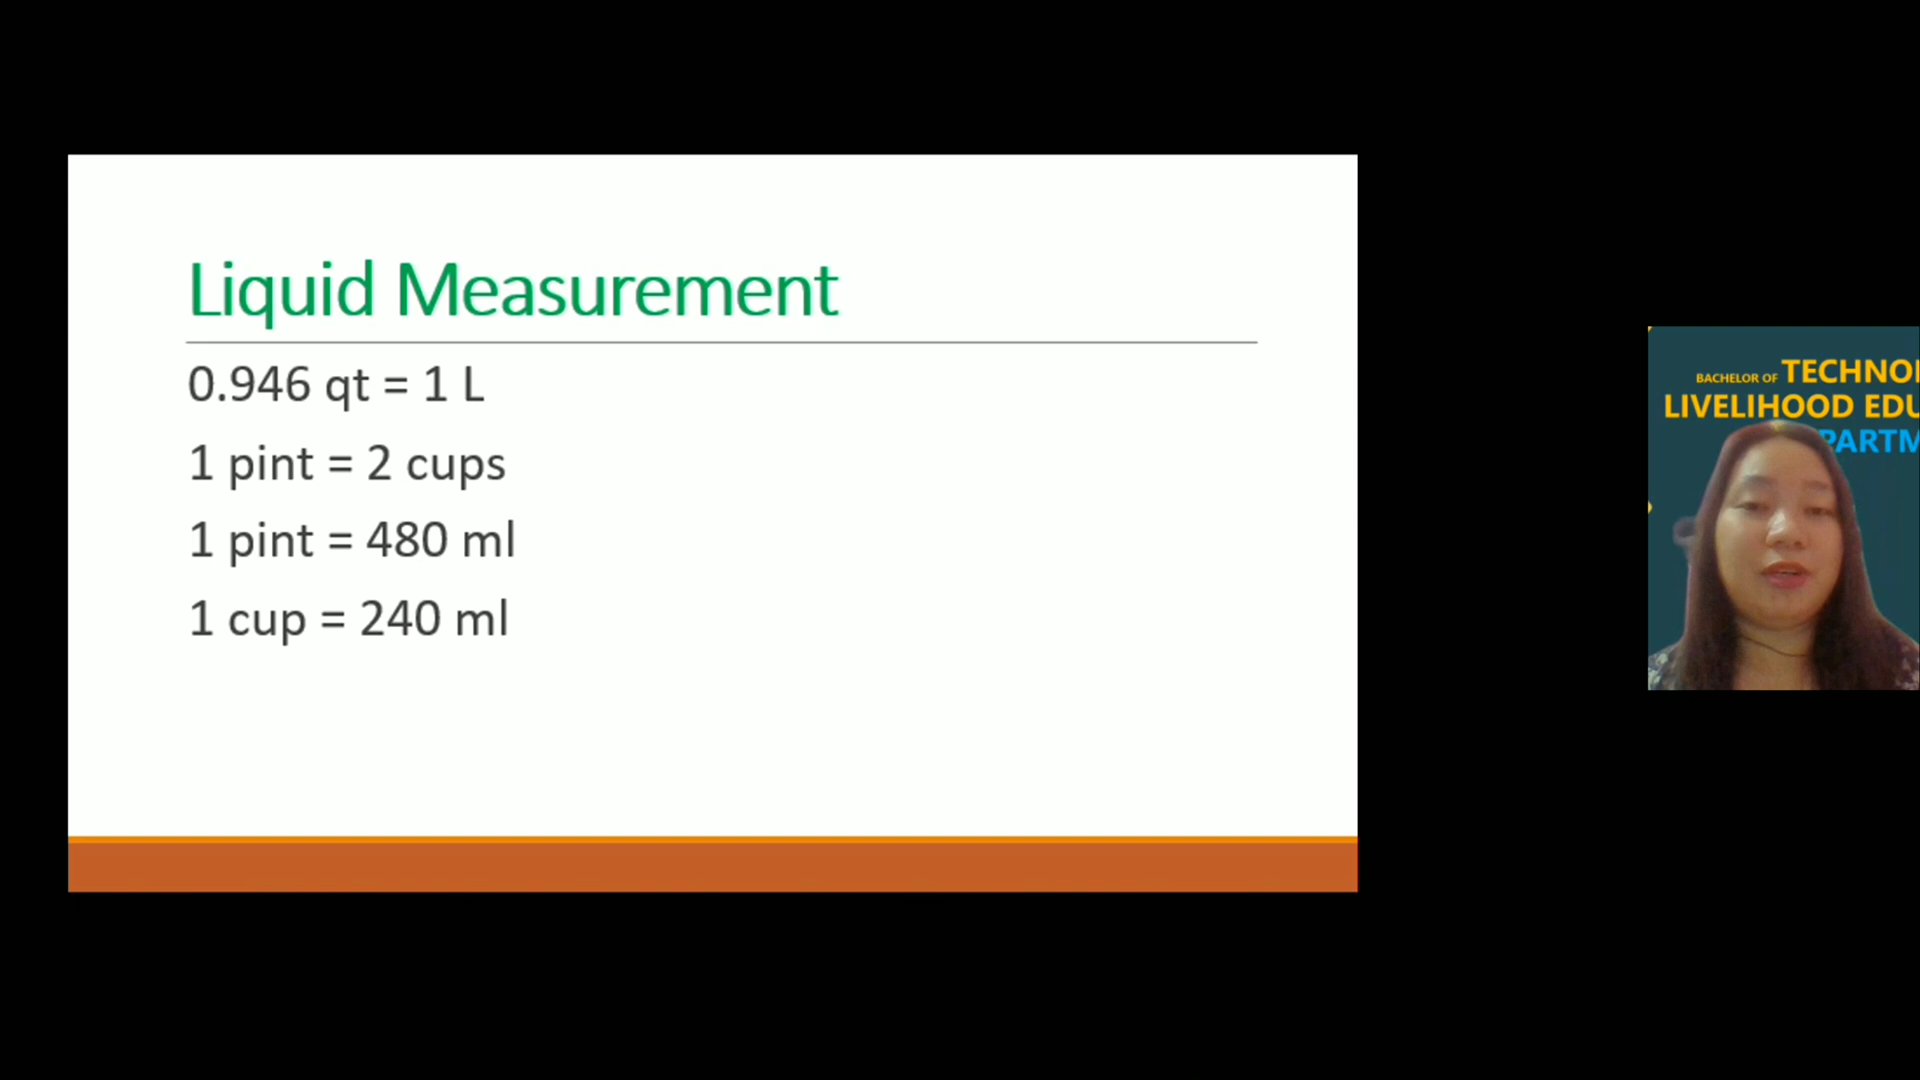 Liquid Measurement
0.946 qt = 1 L
1 pint = 2 cups
1 pint = 480 ml
1 cup = 240 ml
BACHELOR OF TECHNOL
LIVELIHOOD EDU
PARTM